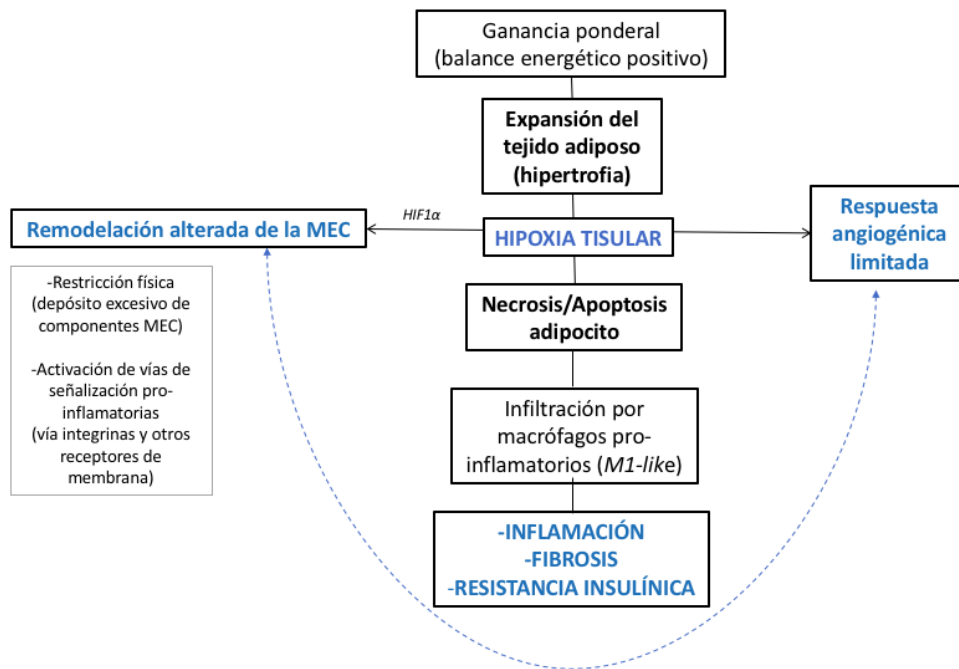 Ganancia ponderal
(balance energético positivo)
Expansión del
tejido adiposo
(hipertrofia)
HIF1α
Remodelación alterada de la MEC
HIPOXIA TISULAR
Respuesta
angiogénica
limitada
-Restricción física
(depósito excesivo de
componentes MEC)
-Activación de vías de
señalización pro-
inflamatorias
(vía integrinas y otros
receptores de
membrana)
Necrosis/Apoptosis
adipocito
Infiltración por
macrófagos pro-
inflamatorios (M1-like)
-INFLAMACIÓN
-FIBROSIS
-RESISTANCIA INSULÍNICA